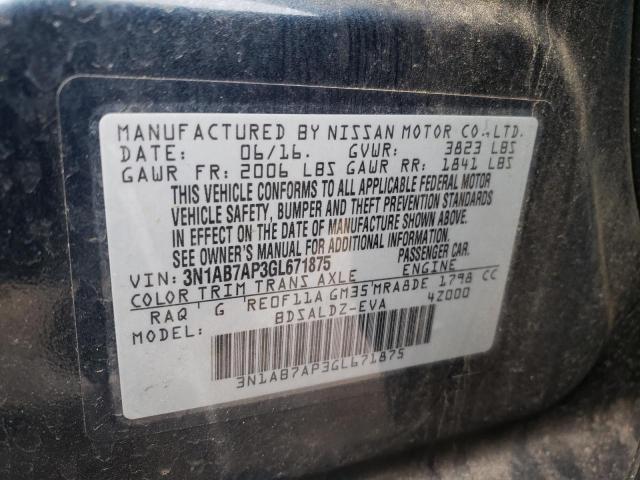 MANUFACTURED BY NISSAN MOTOR CO.,LTD.
DATE: 06/16. GVWR: 3823 LBS
GAWR FR: 2006 LBS GAWR RR: 1841 LBS
THIS VEHICLE CONFORMS TO ALL APPLICABLE FEDERAL MOTOR
VEHICLE SAFETY, BUMPER AND THEFT PREVENTION STANDARDS
IN EFFECT ON THE DATE OF MANUFACTURE SHOWN ABOVE.
SEE OWNER'S MANUAL FOR ADDITIONAL INFORMATION.
VIN: 3N1AB7AP3GL671875 PASSENGER CAR.
COLOR TRIM TRANS AXLE ENGINE
RAQ G RE0F11A GM35 MRA8DE 1798 CC
MODEL: BDSALDZ-EVA 4Z000
3N1AB7AP3GL671875